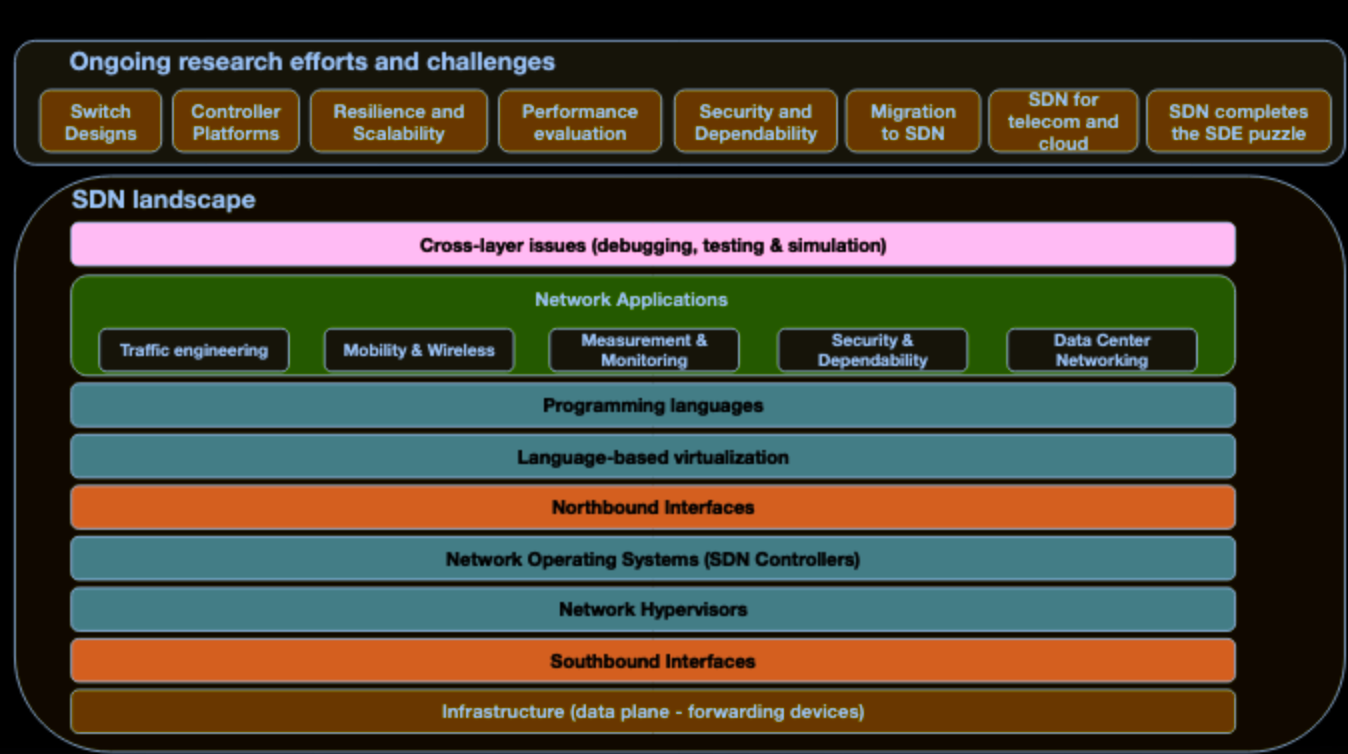 Ongoing research efforts and challenges
Switch
Designs
Controller
Platforms
Resilience and
Scalability
Performance
evaluation
Security and
Dependability
Migration
to SDN
SDN for
telecom and
cloud
SDN completes
the SDE puzzle
SDN landscape
Cross-layer issues (debugging, testing & simulation)
Network Applications
Traffic engineering
Mobility & Wireless
Measurement &
Monitoring
Security &
Dependability
Data Center
Networking
Programming languages
Language-based virtualization
Northbound Interfaces
Network Operating Systems (SDN Controllers)
Network Hypervisors
Southbound Interfaces
Infrastructure (data plane - forwarding devices)